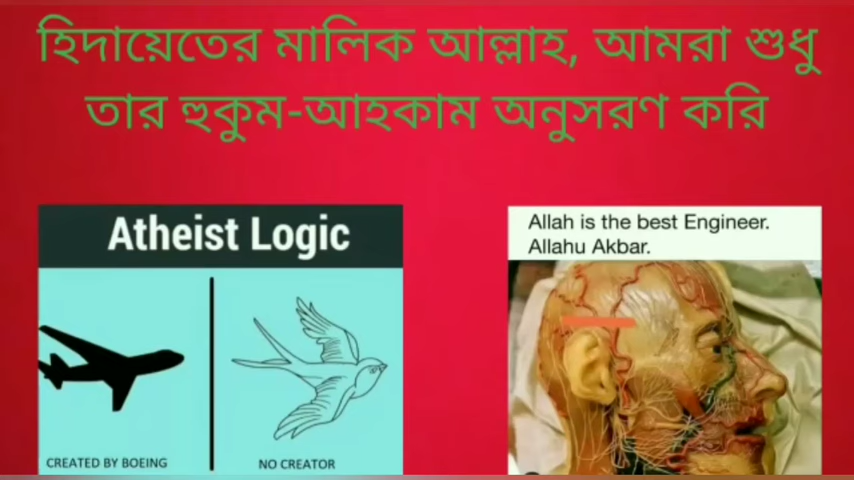 হিদায়েতের মালিক আল্লাহ, আমরা শুধু
তার হুকুম-আহকাম অনুসরণ করি
Atheist Logic
CREATED BY BOEING
NO CREATOR
Allah is the best Engineer.
Allahu Akbar.